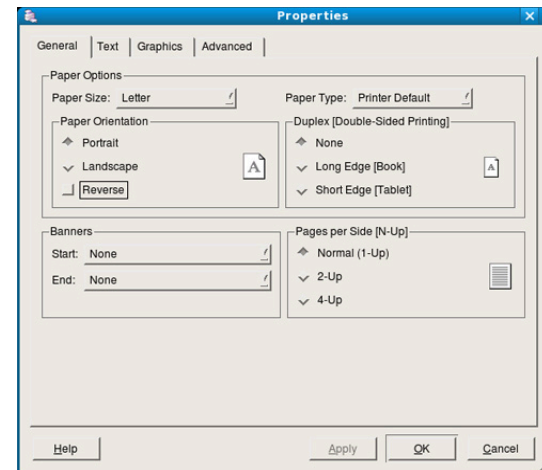 Properties
General Text Graphics Advanced
Paper Options
Paper Size: Letter
Paper Type: Printer Default
Paper Orientation
Portrait
Landscape
Reverse
A
Duplex [Double-Sided Printing]
None
Long Edge [Book]
Short Edge [Tablet]
A
Banners
Start: None
End: None
Pages per Side [N-Up]
Normal (1-Up)
2-Up
4-Up
Help Apply OK Cancel